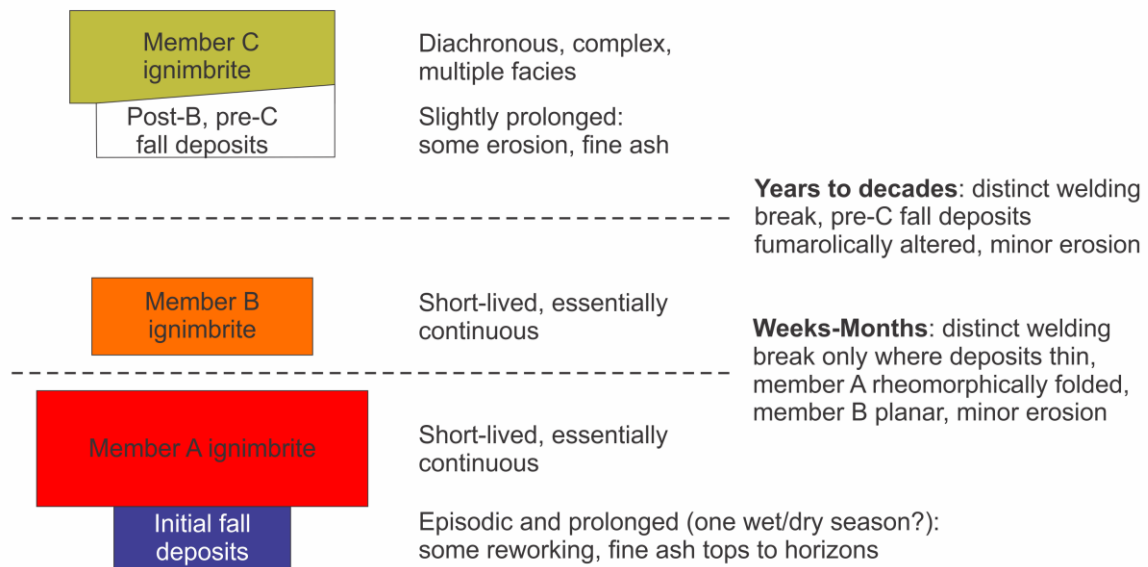 Member C
ignimbrite
Diachronous, complex,
multiple facies
Post-B, pre-C
fall deposits
Slightly prolonged:
some erosion, fine ash
Years to decades: distinct welding
break, pre-C fall deposits
fumarolically altered, minor erosion
Member B
ignimbrite
Short-lived, essentially
continuous
Weeks-Months: distinct welding
break only where deposits thin,
member A rheomorphically folded,
member B planar, minor erosion
Member A ignimbrite
Short-lived, essentially
continuous
Initial fall
deposits
Episodic and prolonged (one wet/dry season?):
some reworking, fine ash tops to horizons